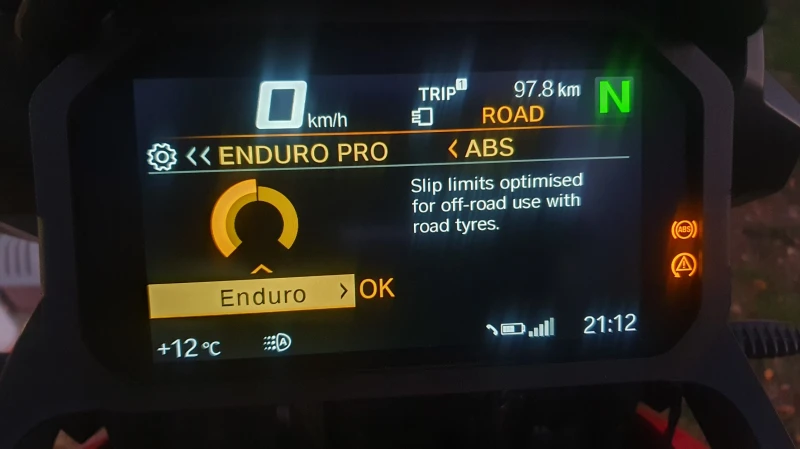 0 km/h
TRIP 1 97.8 km
N
ROAD
<< ENDURO PRO
< ABS
Slip limits optimised
for off-road use with
road tyres.
ABS
Enduro > OK
+12 °C
A
21:12